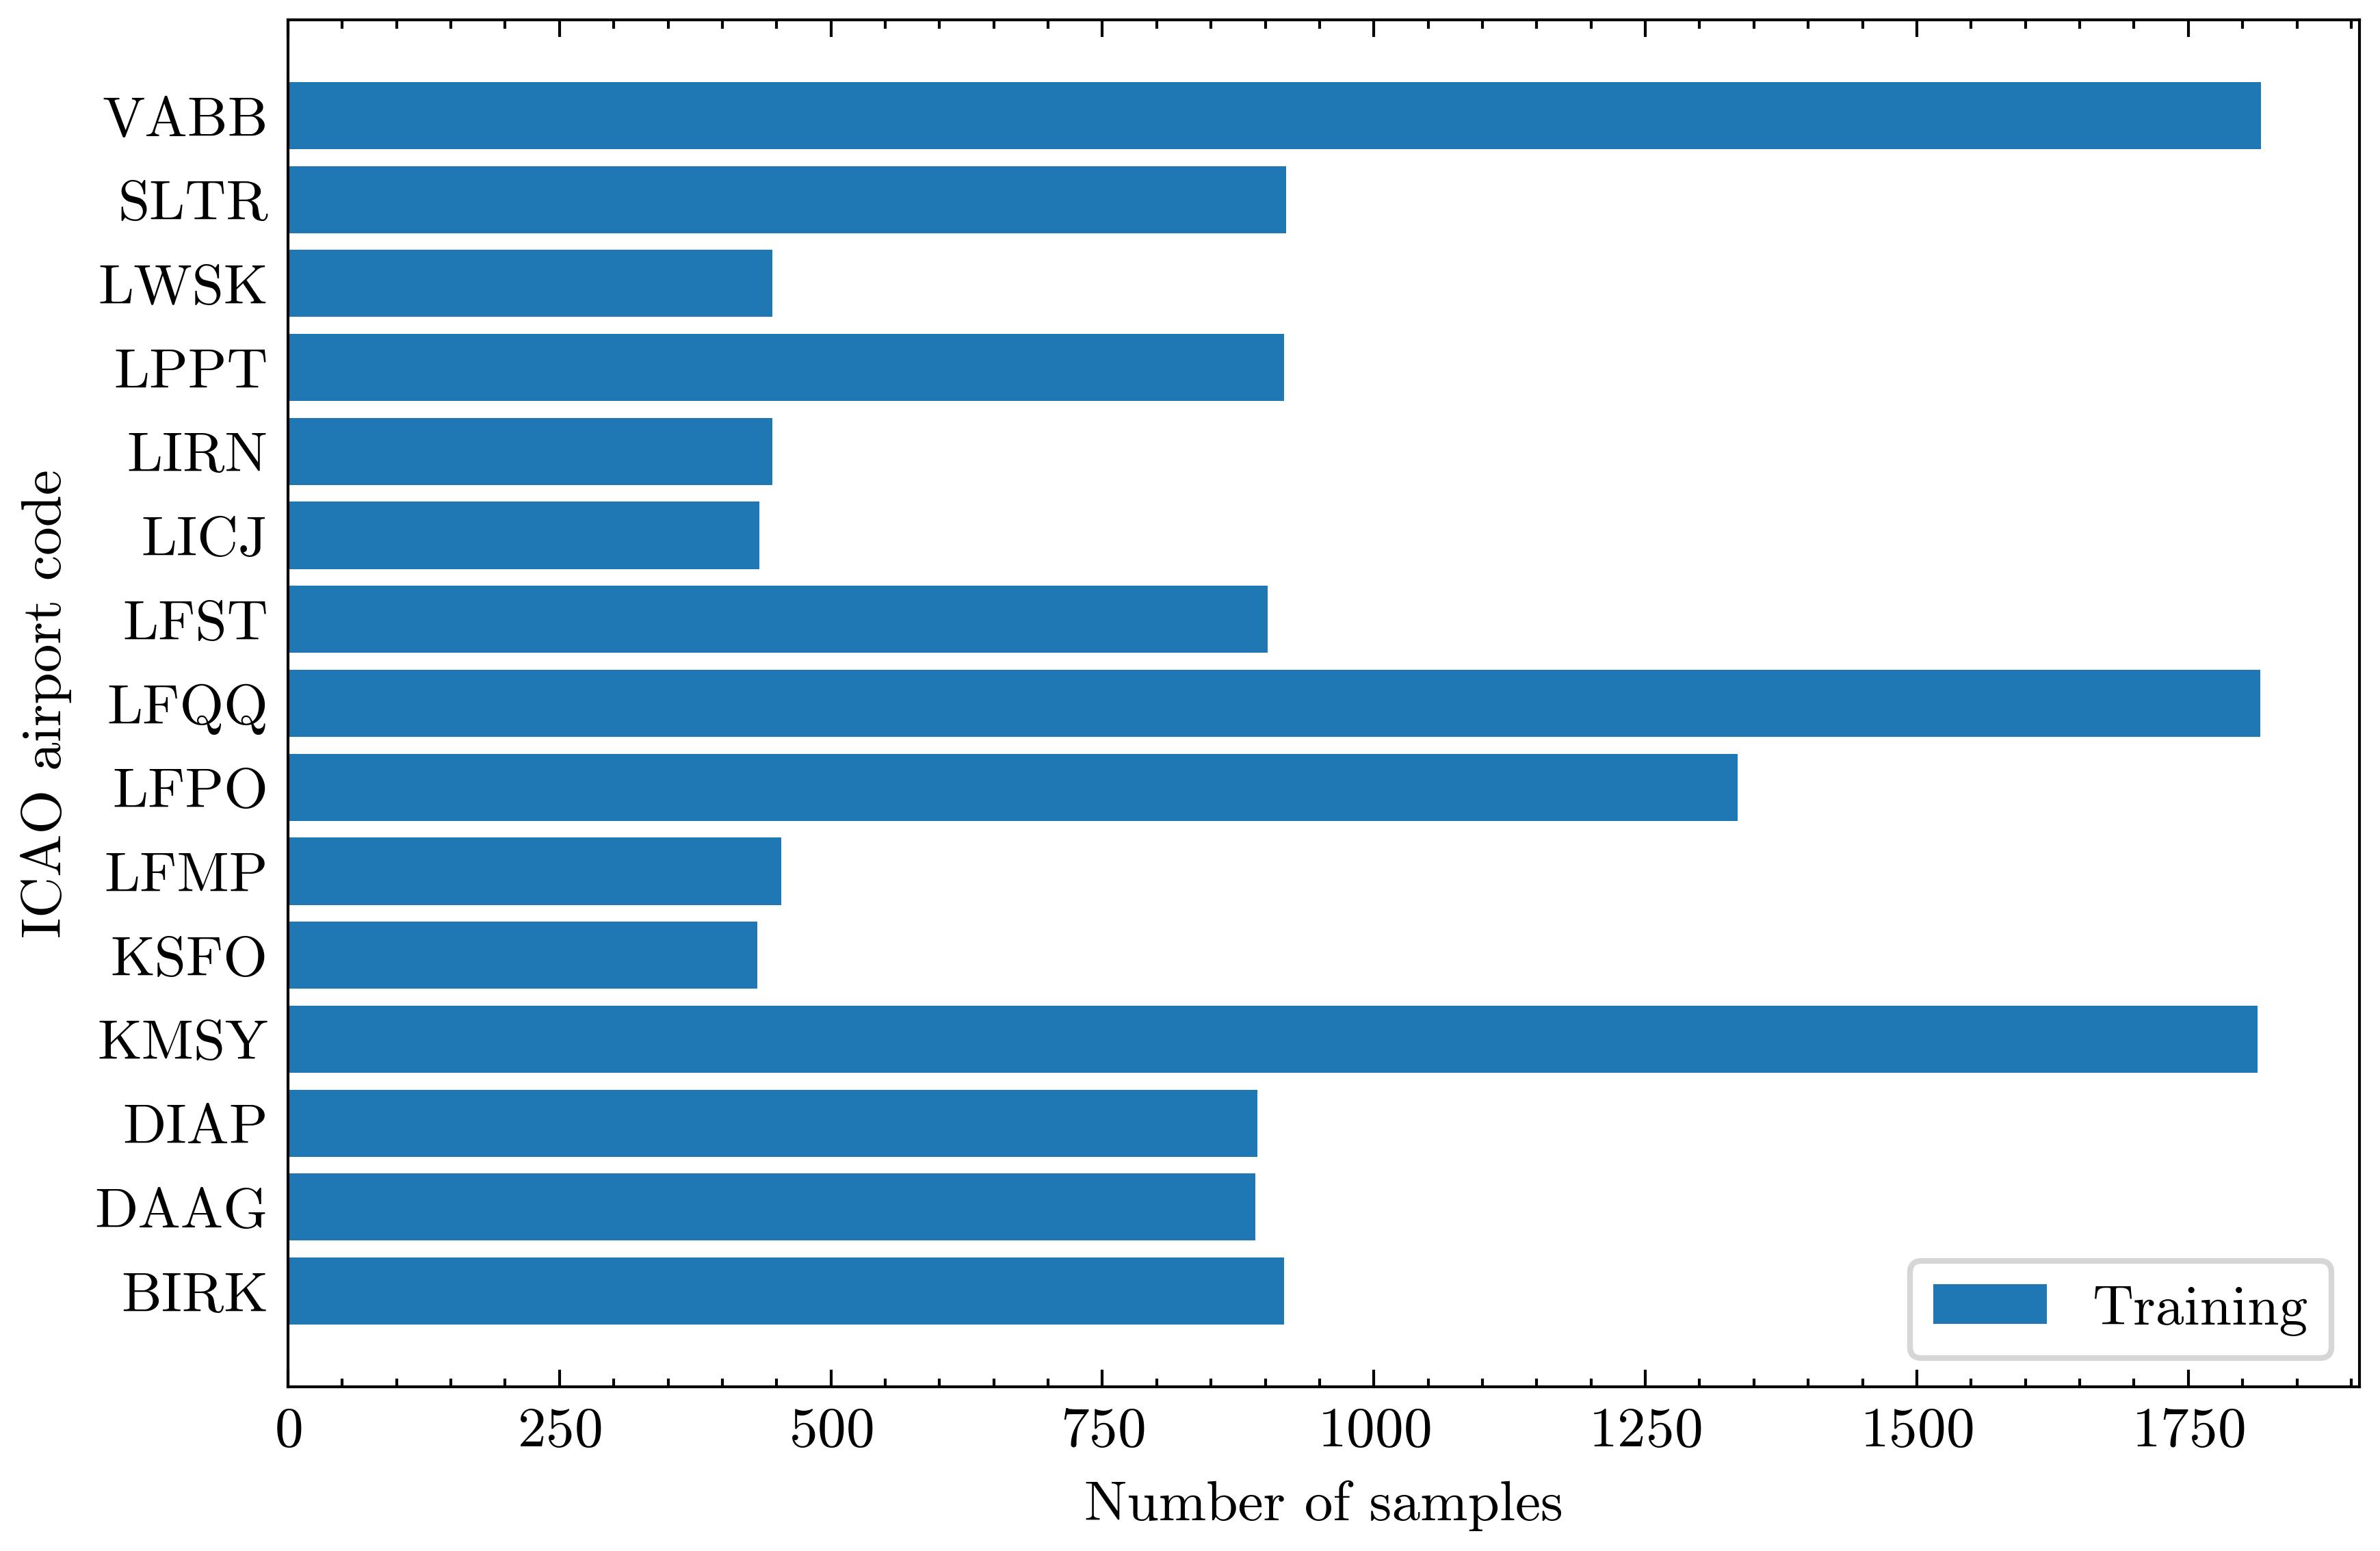 VABB
SLTR
LWSK
LPPT
LIRN
LICJ
LFST
LFQQ
LFPO
LFMP
KSFO
KMSY
DIAP
DAAG
BIRK
ICAO airport code
Training
0 250 500 750 1000 1250 1500 1750
Number of samples